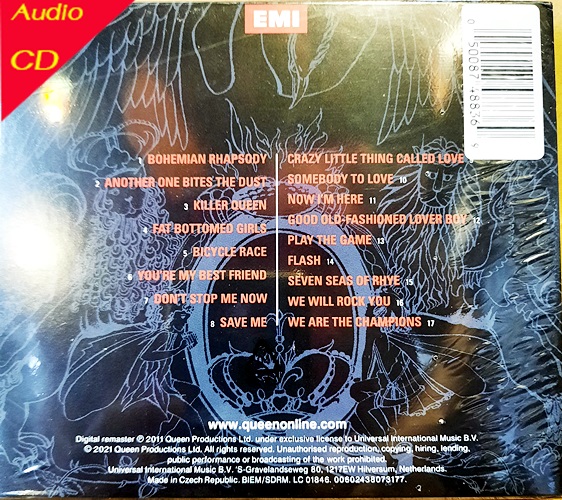 Audio
CD
EMI
0 50087 48836 9
1 BOHEMIAN RHAPSODY
2 ANOTHER ONE BITES THE DUST
3 KILLER QUEEN
4 FAT BOTTOMED GIRLS
5 BICYCLE RACE
6 YOU'RE MY BEST FRIEND
7 DON'T STOP ME NOW
8 SAVE ME
CRAZY LITTLE THING CALLED LOVE
SOMEBODY TO LOVE 10
NOW I'M HERE 11
GOOD OLD-FASHIONED LOVER BOY 12
PLAY THE GAME 13
FLASH 14
SEVEN SEAS OF RHYE 15
WE WILL ROCK YOU 16
WE ARE THE CHAMPIONS 17
www.queenonline.com
Digital remaster ℗ 2011 Queen Productions Ltd. under exclusive license to Universal International Music B.V.
© 2021 Queen Productions Ltd. All rights reserved. Unauthorised reproduction, copying, hiring, lending,
public performance or broadcasting of the work prohibited.
Universal International Music B.V. 'S-Gravelandseweg 80, 1217EW Hilversum, Netherlands.
Made in Czech Republic. BIEM/SDRM. LC 01846. 00602438073177.